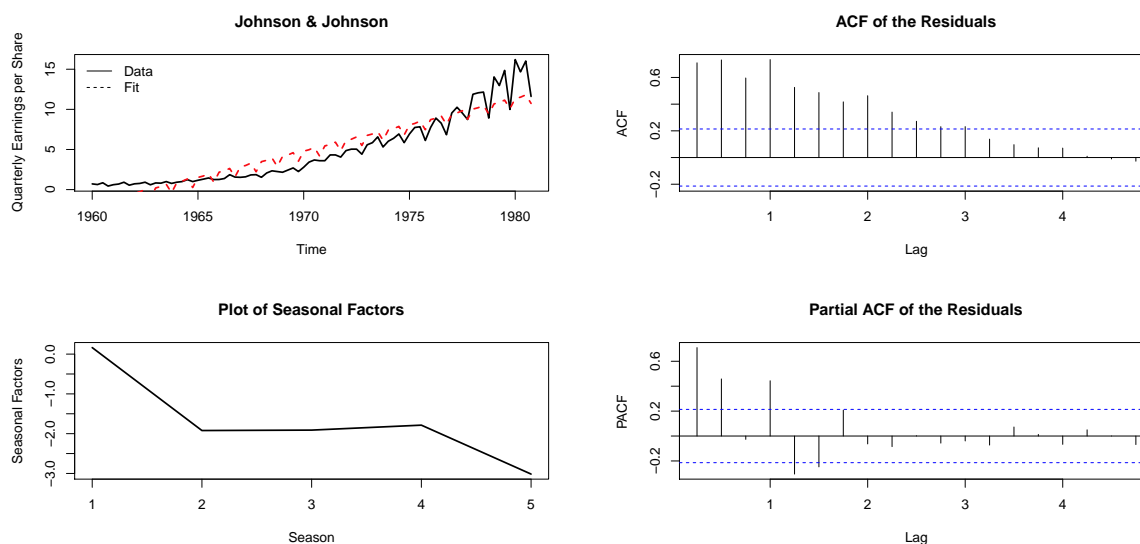 Johnson & Johnson
Quarterly Earnings per Share
15
10
5
0
Data
Fit
1960
1965
1970
1975
1980
Time
ACF of the Residuals
ACF
0.6
0.2
−0.2
1
2
3
4
Lag
Plot of Seasonal Factors
Seasonal Factors
0.0
−1.0
−2.0
−3.0
1
2
3
4
5
Season
Partial ACF of the Residuals
PACF
0.6
0.2
−0.2
1
2
3
4
Lag